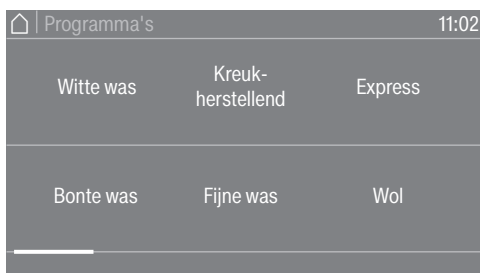 Programma's 11:02
Witte was
Kreuk-
herstellend
Express
Bonte was
Fijne was
Wol